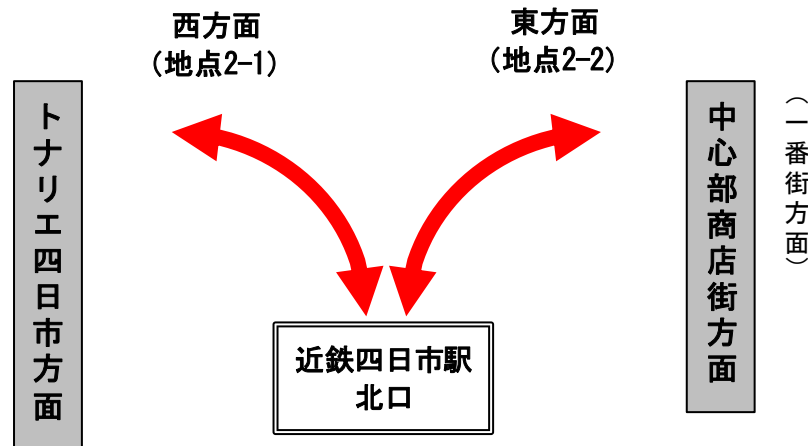 西方面
（地点2-1）
東方面
（地点2-2）
トナリエ四日市方面
中心部商店街方面
（一番街方面）
近鉄四日市駅
北口